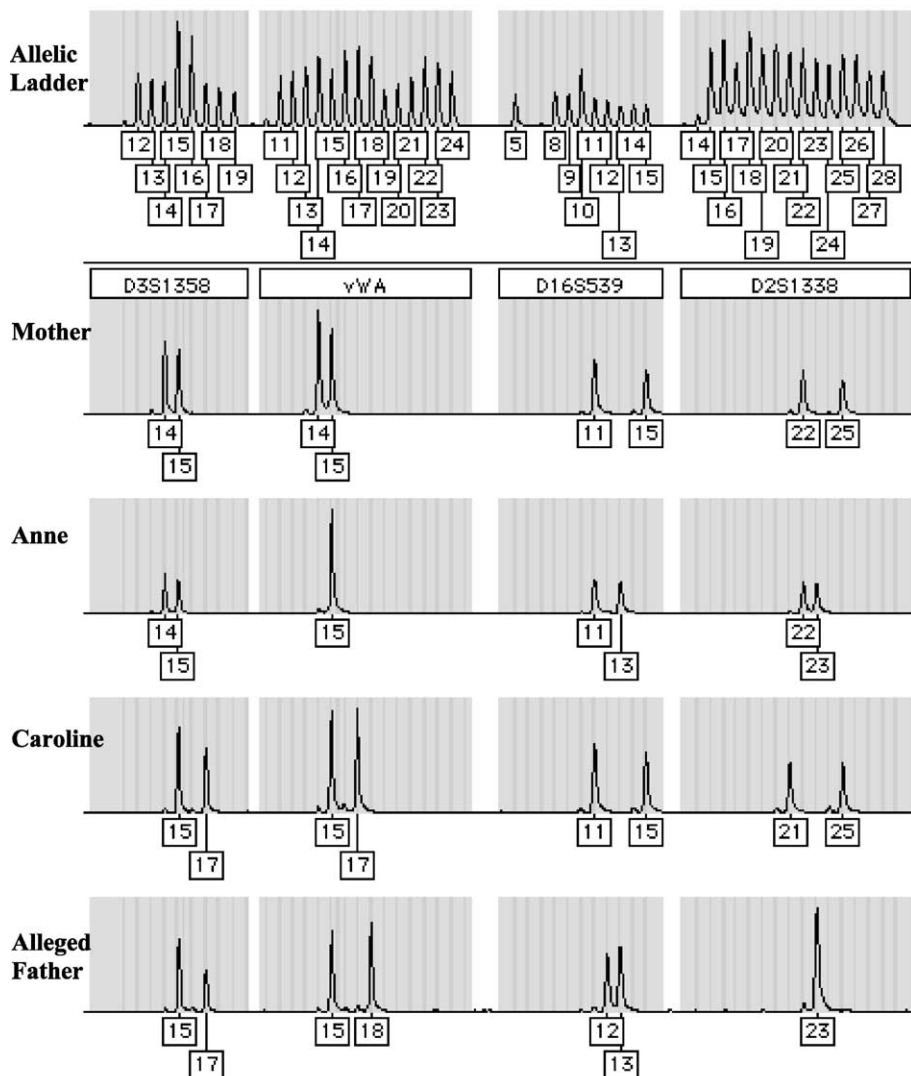 Allelic
Ladder
12 15 18 11 15 18 21 24 5 8 11 14 14 17 20 23 26
13 16 19 12 16 19 22 9 12 15 15 18 21 25 28
14 17 13 17 20 23 10 16 22 27
14 13 19 24
D3S1358 vWA D16S539 D2S1338
Mother
14 14 11 15 22 25
15 15
Anne
14 15 11 22
15 13 23
Caroline
15 15 11 15 21 25
17 17
Alleged
Father
15 15 18 12 23
17 13